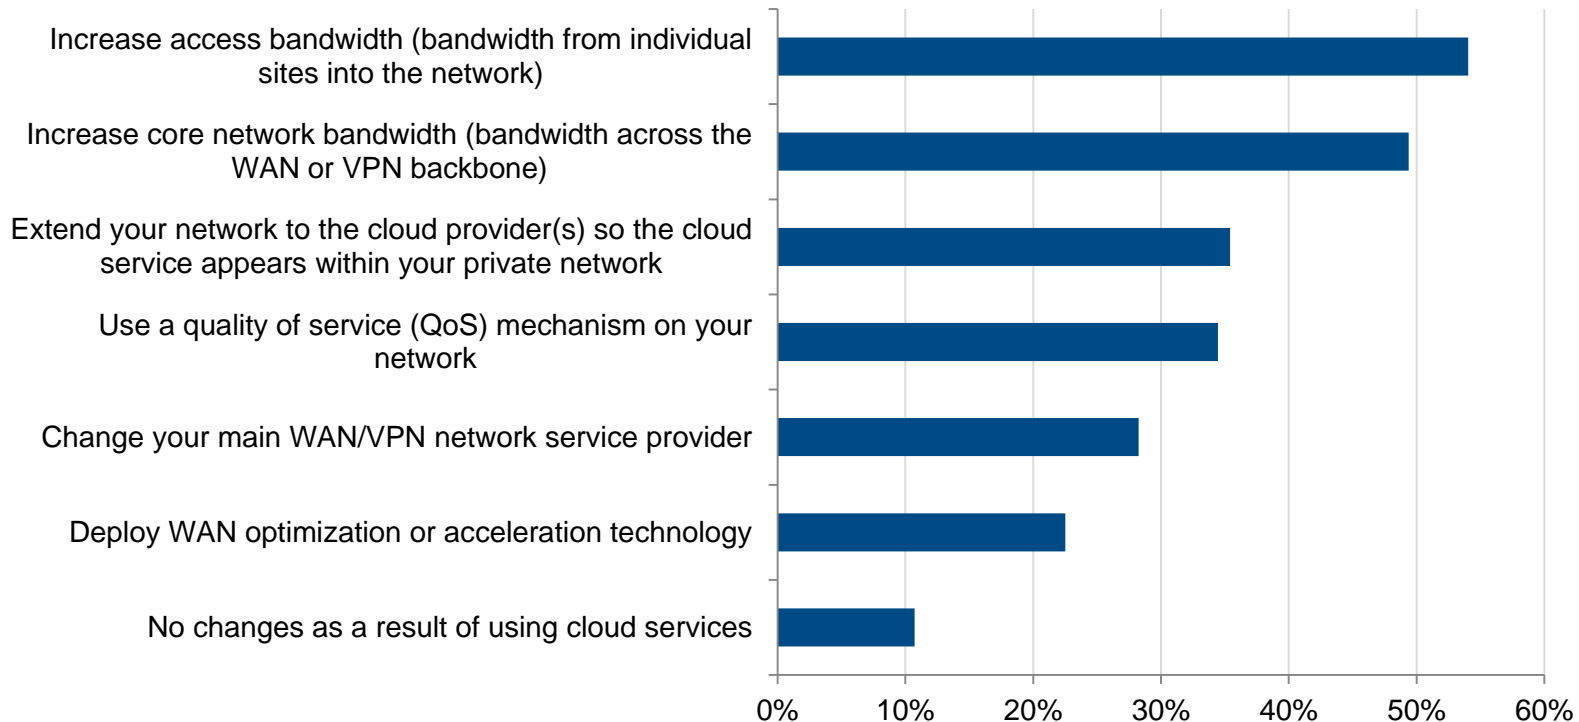 Increase access bandwidth (bandwidth from individual
sites into the network)
Increase core network bandwidth (bandwidth across the
WAN or VPN backbone)
Extend your network to the cloud provider(s) so the cloud
service appears within your private network
Use a quality of service (QoS) mechanism on your
network
Change your main WAN/VPN network service provider
Deploy WAN optimization or acceleration technology
No changes as a result of using cloud services
0% 10% 20% 30% 40% 50% 60%